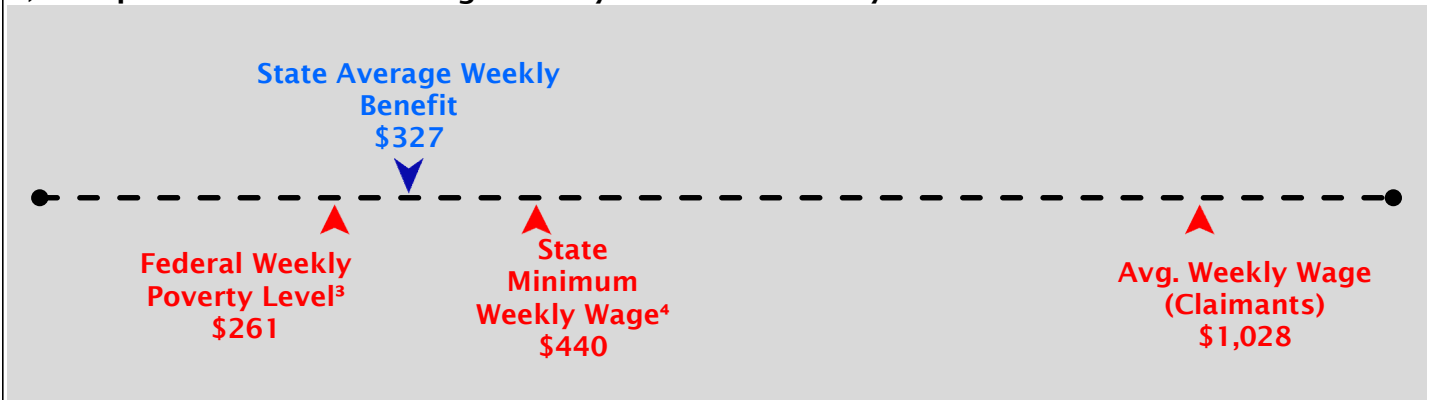 State Average Weekly
Benefit
$327
Federal Weekly
Poverty Level³
$261
State
Minimum
Weekly Wage⁴
$440
Avg. Weekly Wage
(Claimants)
$1,028